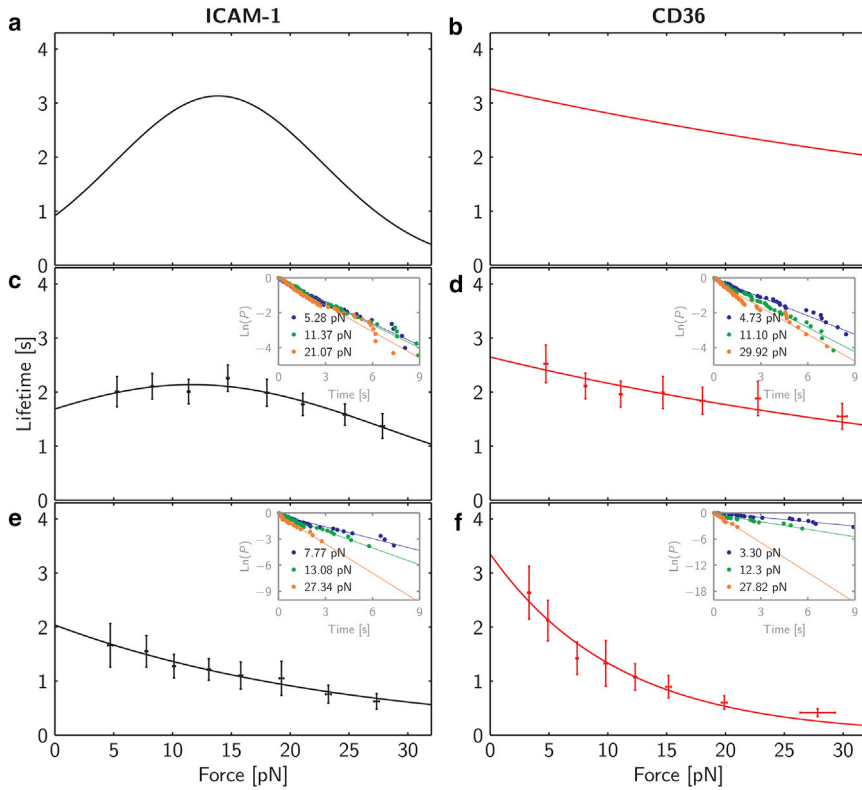 ICAM-1 CD36
a b
4 4
3 3
2 2
1 1
0 0
c d
4 4
3 3
2 2
1 1
0 0
Lifetime [s]
0 0
-2 -2
-4 -4
Ln(P) Ln(P)
5.28 pN 4.73 pN
11.37 pN 11.10 pN
21.07 pN 29.92 pN
0 3 6 9 0 3 6 9
Time [s] Time [s]
e f
4 4
3 3
2 2
1 1
0 0
0 0
-3 -6
-6 -12
-9 -18
Ln(P) Ln(P)
7.77 pN 3.30 pN
13.08 pN 12.3 pN
27.34 pN 27.82 pN
0 3 6 9 0 3 6 9
Time [s] Time [s]
0 5 10 15 20 25 30 0 5 10 15 20 25 30
Force [pN] Force [pN]